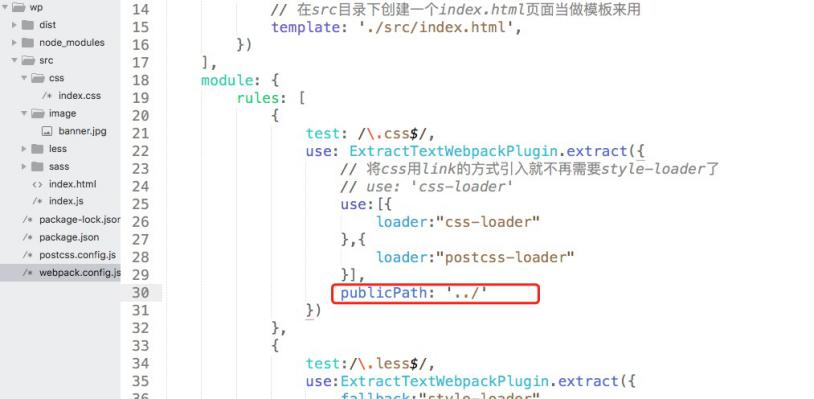 wp
dist
node_modules
src
css
/* index.css
image
banner.jpg
less
sass
<> index.html
/* index.js
/* package-lock.json
/* package.json
/* postcss.config.js
/* webpack.config.js
14 // 在src目录下创建一个index.html页面当做模板来用
15 template: './src/index.html',
16 })
17 ],
18 module: {
19 rules: [
20 {
21 test: /\.css$/,
22 use: ExtractTextWebpackPlugin.extract({
23 // 将css用link的方式引入就不再需要style-loader了
24 // use: 'css-loader'
25 use:[{
26 loader:"css-loader"
27 },{
28 loader:"postcss-loader"
29 }],
30 publicPath: '../'
31 })
32 },
33 {
34 test:/\.less$/,
35 use:ExtractTextWebpackPlugin.extract({
36 fallback:"style-loader"